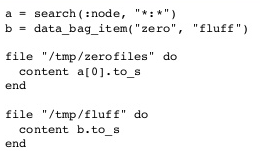 a = search(:node, "*:*")
b = data_bag_item("zero", "fluff")

file "/tmp/zerofiles" do
  content a[0].to_s
end

file "/tmp/fluff" do
  content b.to_s
end